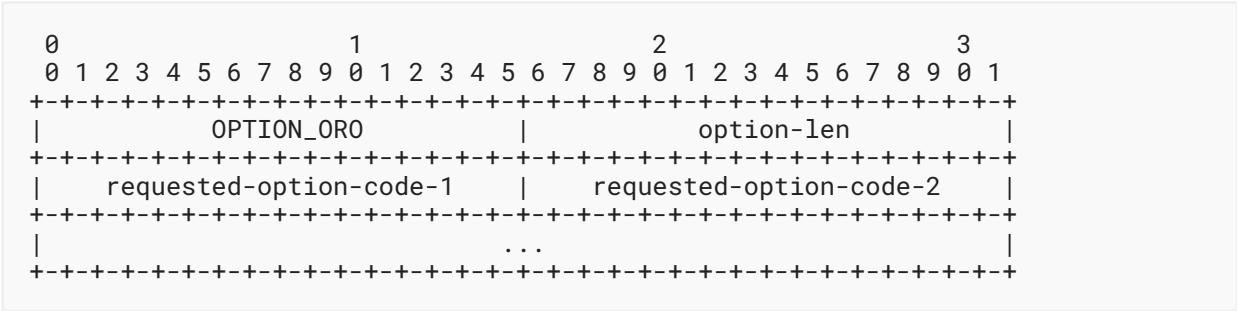 0                   1                   2                   3
 0 1 2 3 4 5 6 7 8 9 0 1 2 3 4 5 6 7 8 9 0 1 2 3 4 5 6 7 8 9 0 1
+-+-+-+-+-+-+-+-+-+-+-+-+-+-+-+-+-+-+-+-+-+-+-+-+-+-+-+-+-+-+-+-+
|           OPTION_ORO          |           option-len          |
+-+-+-+-+-+-+-+-+-+-+-+-+-+-+-+-+-+-+-+-+-+-+-+-+-+-+-+-+-+-+-+-+
|    requested-option-code-1    |    requested-option-code-2    |
+-+-+-+-+-+-+-+-+-+-+-+-+-+-+-+-+-+-+-+-+-+-+-+-+-+-+-+-+-+-+-+-+
|                              ...                              |
+-+-+-+-+-+-+-+-+-+-+-+-+-+-+-+-+-+-+-+-+-+-+-+-+-+-+-+-+-+-+-+-+